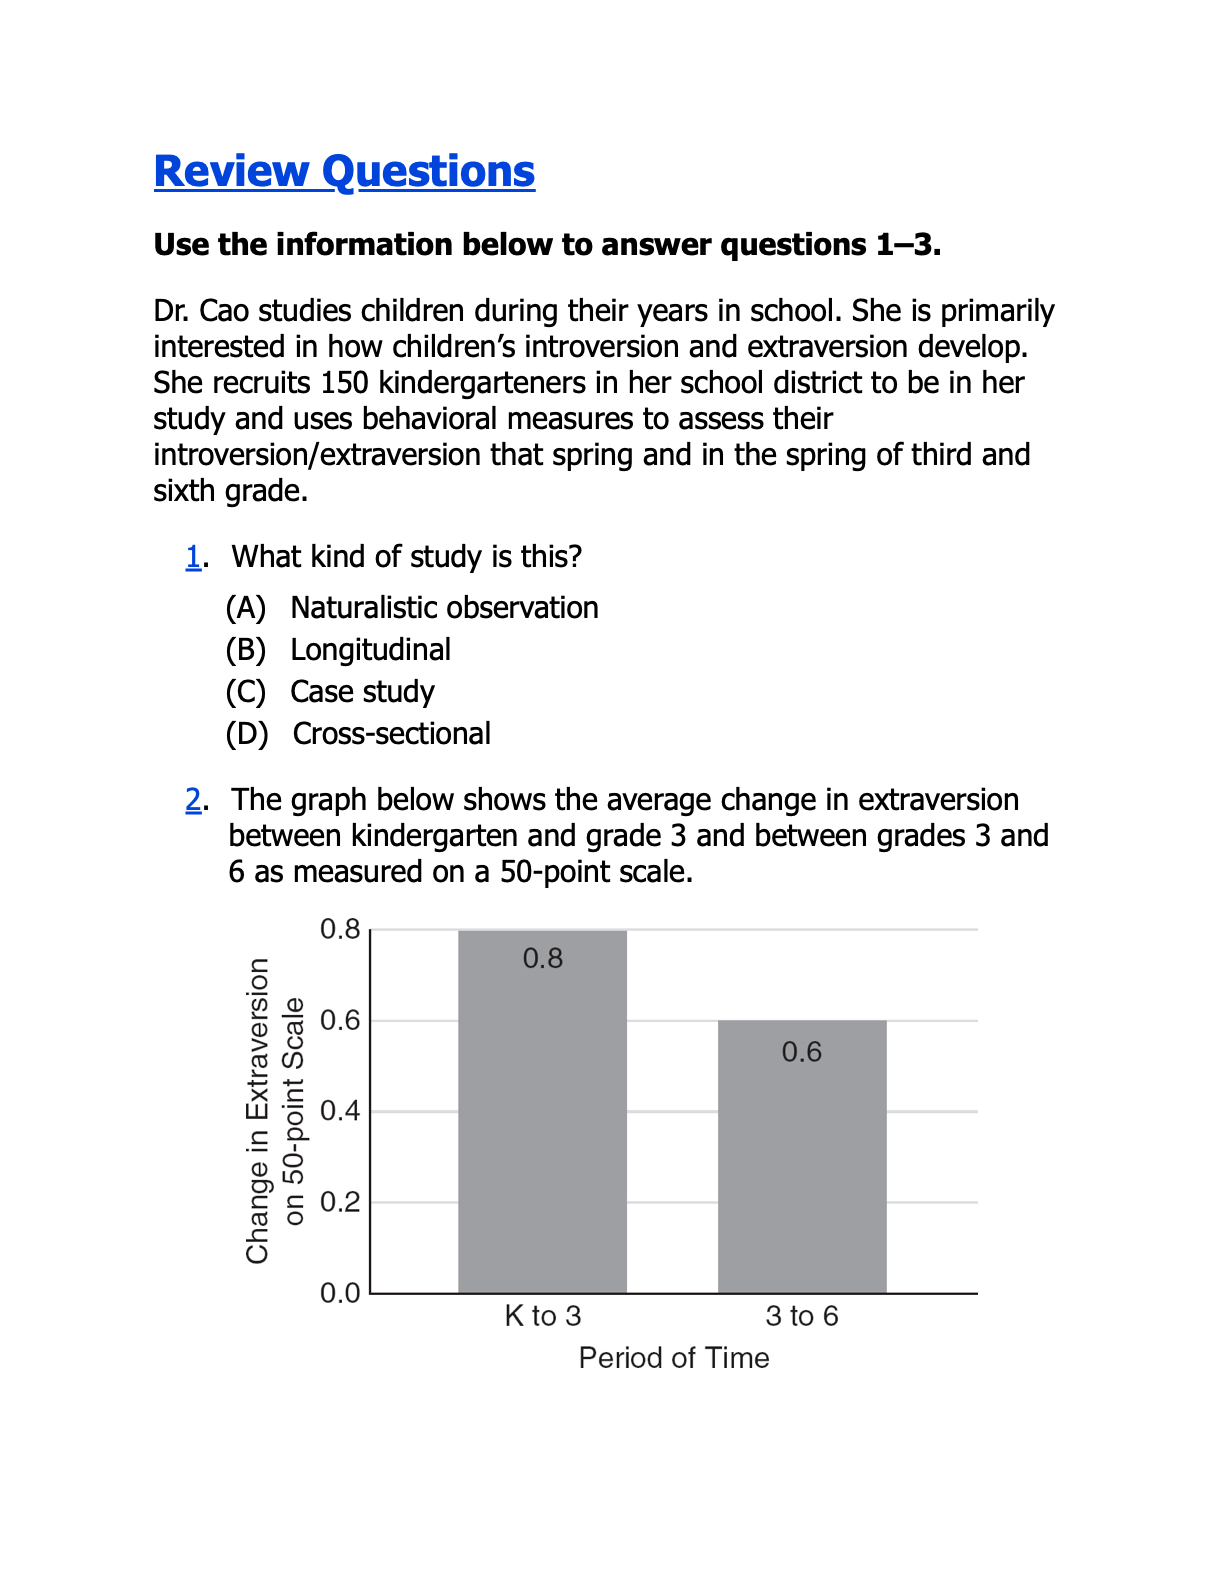 Review Questions
Use the information below to answer questions 1–3.
Dr. Cao studies children during their years in school. She is primarily
interested in how children’s introversion and extraversion develop.
She recruits 150 kindergarteners in her school district to be in her
study and uses behavioral measures to assess their
introversion/extraversion that spring and in the spring of third and
sixth grade.
1. What kind of study is this?
(A) Naturalistic observation
(B) Longitudinal
(C) Case study
(D) Cross-sectional
2. The graph below shows the average change in extraversion
between kindergarten and grade 3 and between grades 3 and
6 as measured on a 50-point scale.
Change in Extraversion
on 50-point Scale
0.8
0.6
0.4
0.2
0.0
0.8
0.6
K to 3
3 to 6
Period of Time